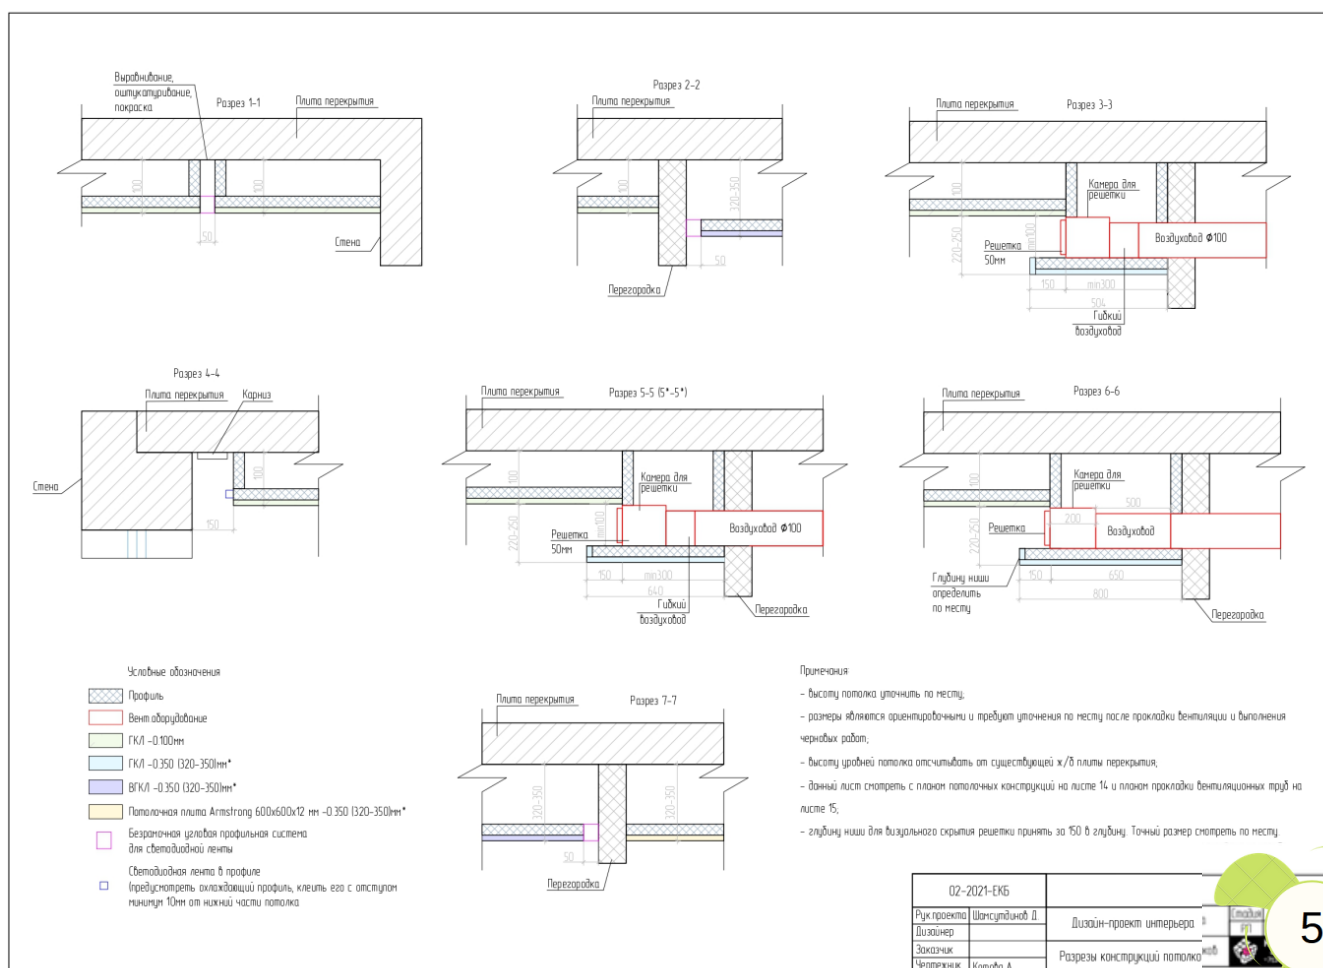 Выравнивание,
оштукатуривание,
покраска
Разрез 1-1
Плита перекрытия
100
100
50
Стена
Разрез 2-2
Плита перекрытия
100
320-350
50
Перегородка
Разрез 3-3
Плита перекрытия
100
Камера для
решетки
Решетка
50мм
min100
220-250
Воздуховод Ф100
150
min300
504
Гибкий
воздуховод
Разрез 4-4
Плита перекрытия
Карниз
100
Стена
150
Разрез 5-5 (5*-5*)
Плита перекрытия
100
Камера для
решетки
Решетка
50мм
min100
220-250
Воздуховод Ф100
150
min300
640
Гибкий
воздуховод
Перегородка
Разрез 6-6
Плита перекрытия
100
Камера для
решетки
500
200
Решетка
Воздуховод
220-250
Глубину ниши
определить
по месту
150
650
800
Перегородка
Условные обозначения
Профиль
Вент оборудование
ГКЛ -0.100мм
ГКЛ -0.350 (320-350)мм*
ВГКЛ -0.350 (320-350)мм*
Потолочная плита Armstrong 600х600х12 мм -0.350 (320-350)мм*
Безрамочная угловая профильная система
для светодиодной ленты
Светодиодная лента в профиле
(предусмотреть охлаждающий профиль, клеить его с отступом
минимум 10мм от нижний части потолка
Разрез 7-7
Плита перекрытия
320-350
320-350
50
Перегородка
Примечания:
- высоту потолка уточнить по месту;
- размеры являются ориентировочными и требуют уточнения по месту после прокладки вентиляции и выполнения
черновых работ;
- высоту уровней потолка отсчитывать от существующей ж/б плиты перекрытия;
- данный лист смотреть с планом потолочных конструкций на листе 14 и планом прокладки вентиляционных труб на
листе 15;
- глубину ниши для визуального скрытия решетки принять за 150 в глубину. Точный размер смотреть по месту
02-2021-ЕКБ
Рук.проекта Шамсутдинов Д.
Дизайнер
Заказчик
Чертежник
Дизайн-проект интерьера
Разрезы конструкций потолка
Стадия
РП
5